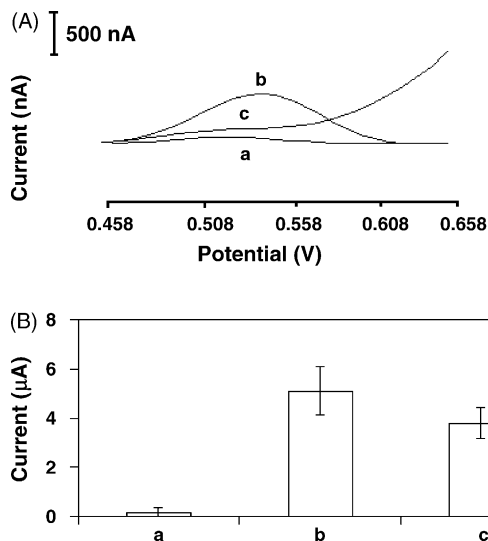 (A)
500 nA
Current (nA)
b
c
a
0.458 0.508 0.558 0.608 0.658
Potential (V)
(B)
Current (μA)
8
6
4
2
0
a b c